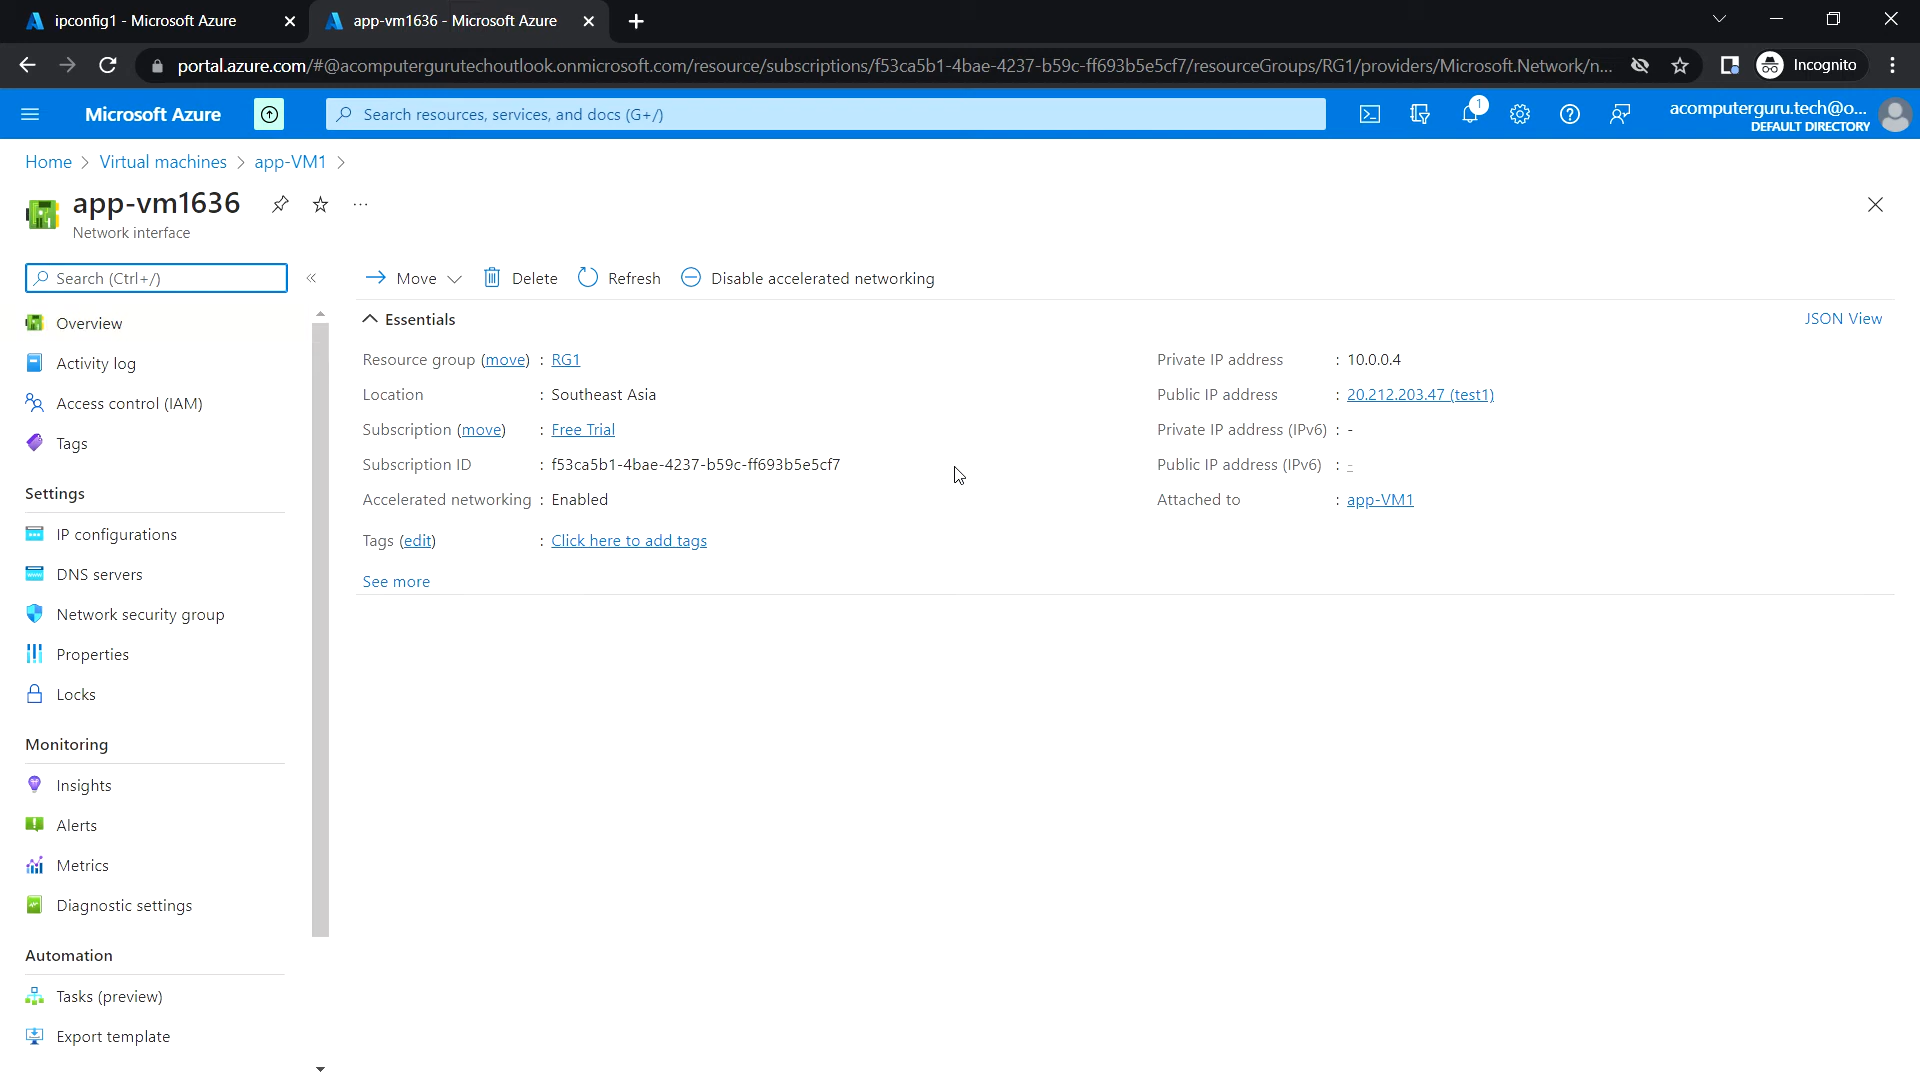 ipconfig1 - Microsoft Azure
app-vm1636 - Microsoft Azure
portal.azure.com/#@acomputergurutechoutlook.onmicrosoft.com/resource/subscriptions/f53ca5b1-4bae-4237-b59c-ff693b5e5cf7/resourceGroups/RG1/providers/Microsoft.Network/n...
Incognito
Microsoft Azure
Search resources, services, and docs (G+/)
1
acomputerguru.tech@o...
DEFAULT DIRECTORY
Home > Virtual machines > app-VM1 >
app-vm1636
Network interface
Search (Ctrl+/)
Move
Delete
Refresh
Disable accelerated networking
Overview
Activity log
Access control (IAM)
Tags
Settings
IP configurations
DNS servers
Network security group
Properties
Locks
Monitoring
Insights
Alerts
Metrics
Diagnostic settings
Automation
Tasks (preview)
Export template
Essentials
JSON View
Resource group (move) : RG1
Location : Southeast Asia
Subscription (move) : Free Trial
Subscription ID : f53ca5b1-4bae-4237-b59c-ff693b5e5cf7
Accelerated networking : Enabled
Tags (edit) : Click here to add tags
See more
Private IP address : 10.0.0.4
Public IP address : 20.212.203.47 (test1)
Private IP address (IPv6) : -
Public IP address (IPv6) : -
Attached to : app-VM1